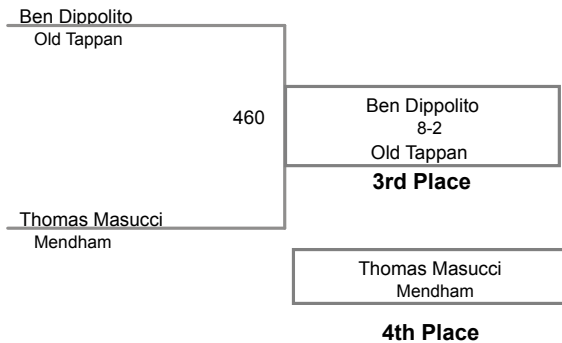 Ben Dippolito
Old Tappan
460
Ben Dippolito
8-2
Old Tappan
3rd Place
Thomas Masucci
Mendham
Thomas Masucci
Mendham
4th Place